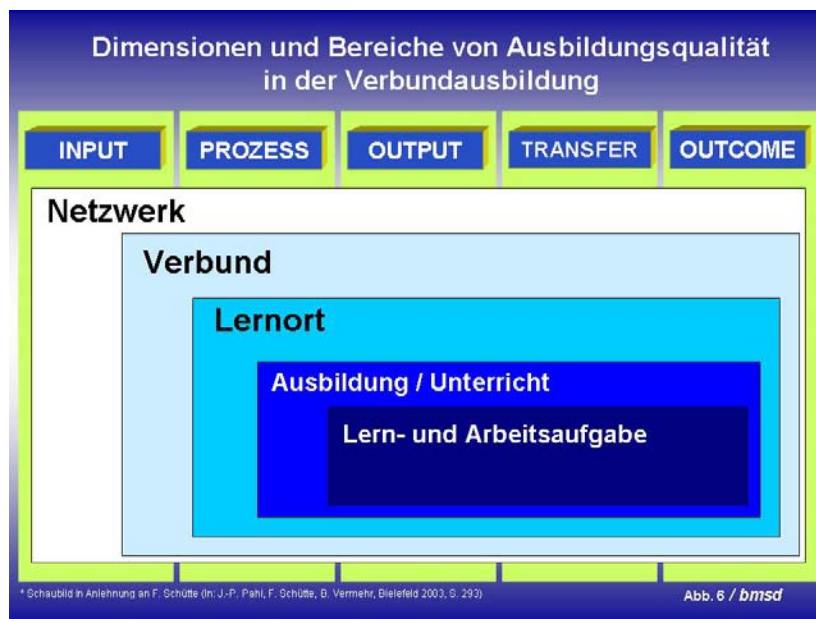 Dimensionen und Bereiche von Ausbildungsqualität
in der Verbundausbildung
INPUT PROZESS OUTPUT TRANSFER OUTCOME
Netzwerk
Verbund
Lernort
Ausbildung / Unterricht
Lern- und Arbeitsaufgabe
* Schaubild in Anlehnung an F. Schütte (In: J.-P. Pahl, F. Schütte, B. Vermehr, Bielefeld 2003, S. 293)
Abb. 6 / bmsd